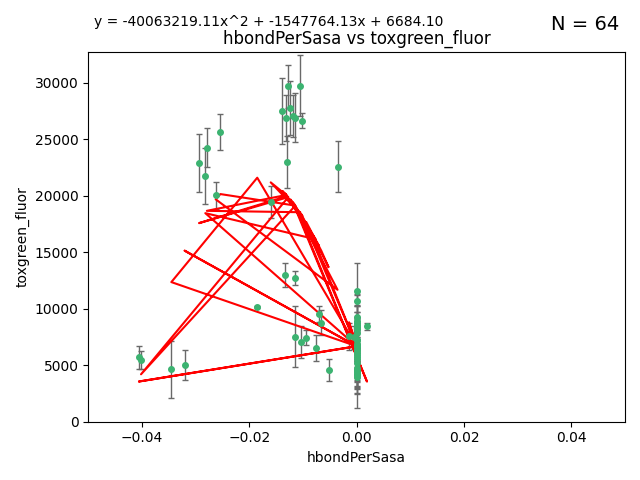 y = -40063219.11x^2 + -1547764.13x + 6684.10
N = 64
hbondPerSasa vs toxgreen_fluor
toxgreen_fluor
30000
25000
20000
15000
10000
5000
0
−0.04
−0.02
0.00
0.02
0.04
hbondPerSasa